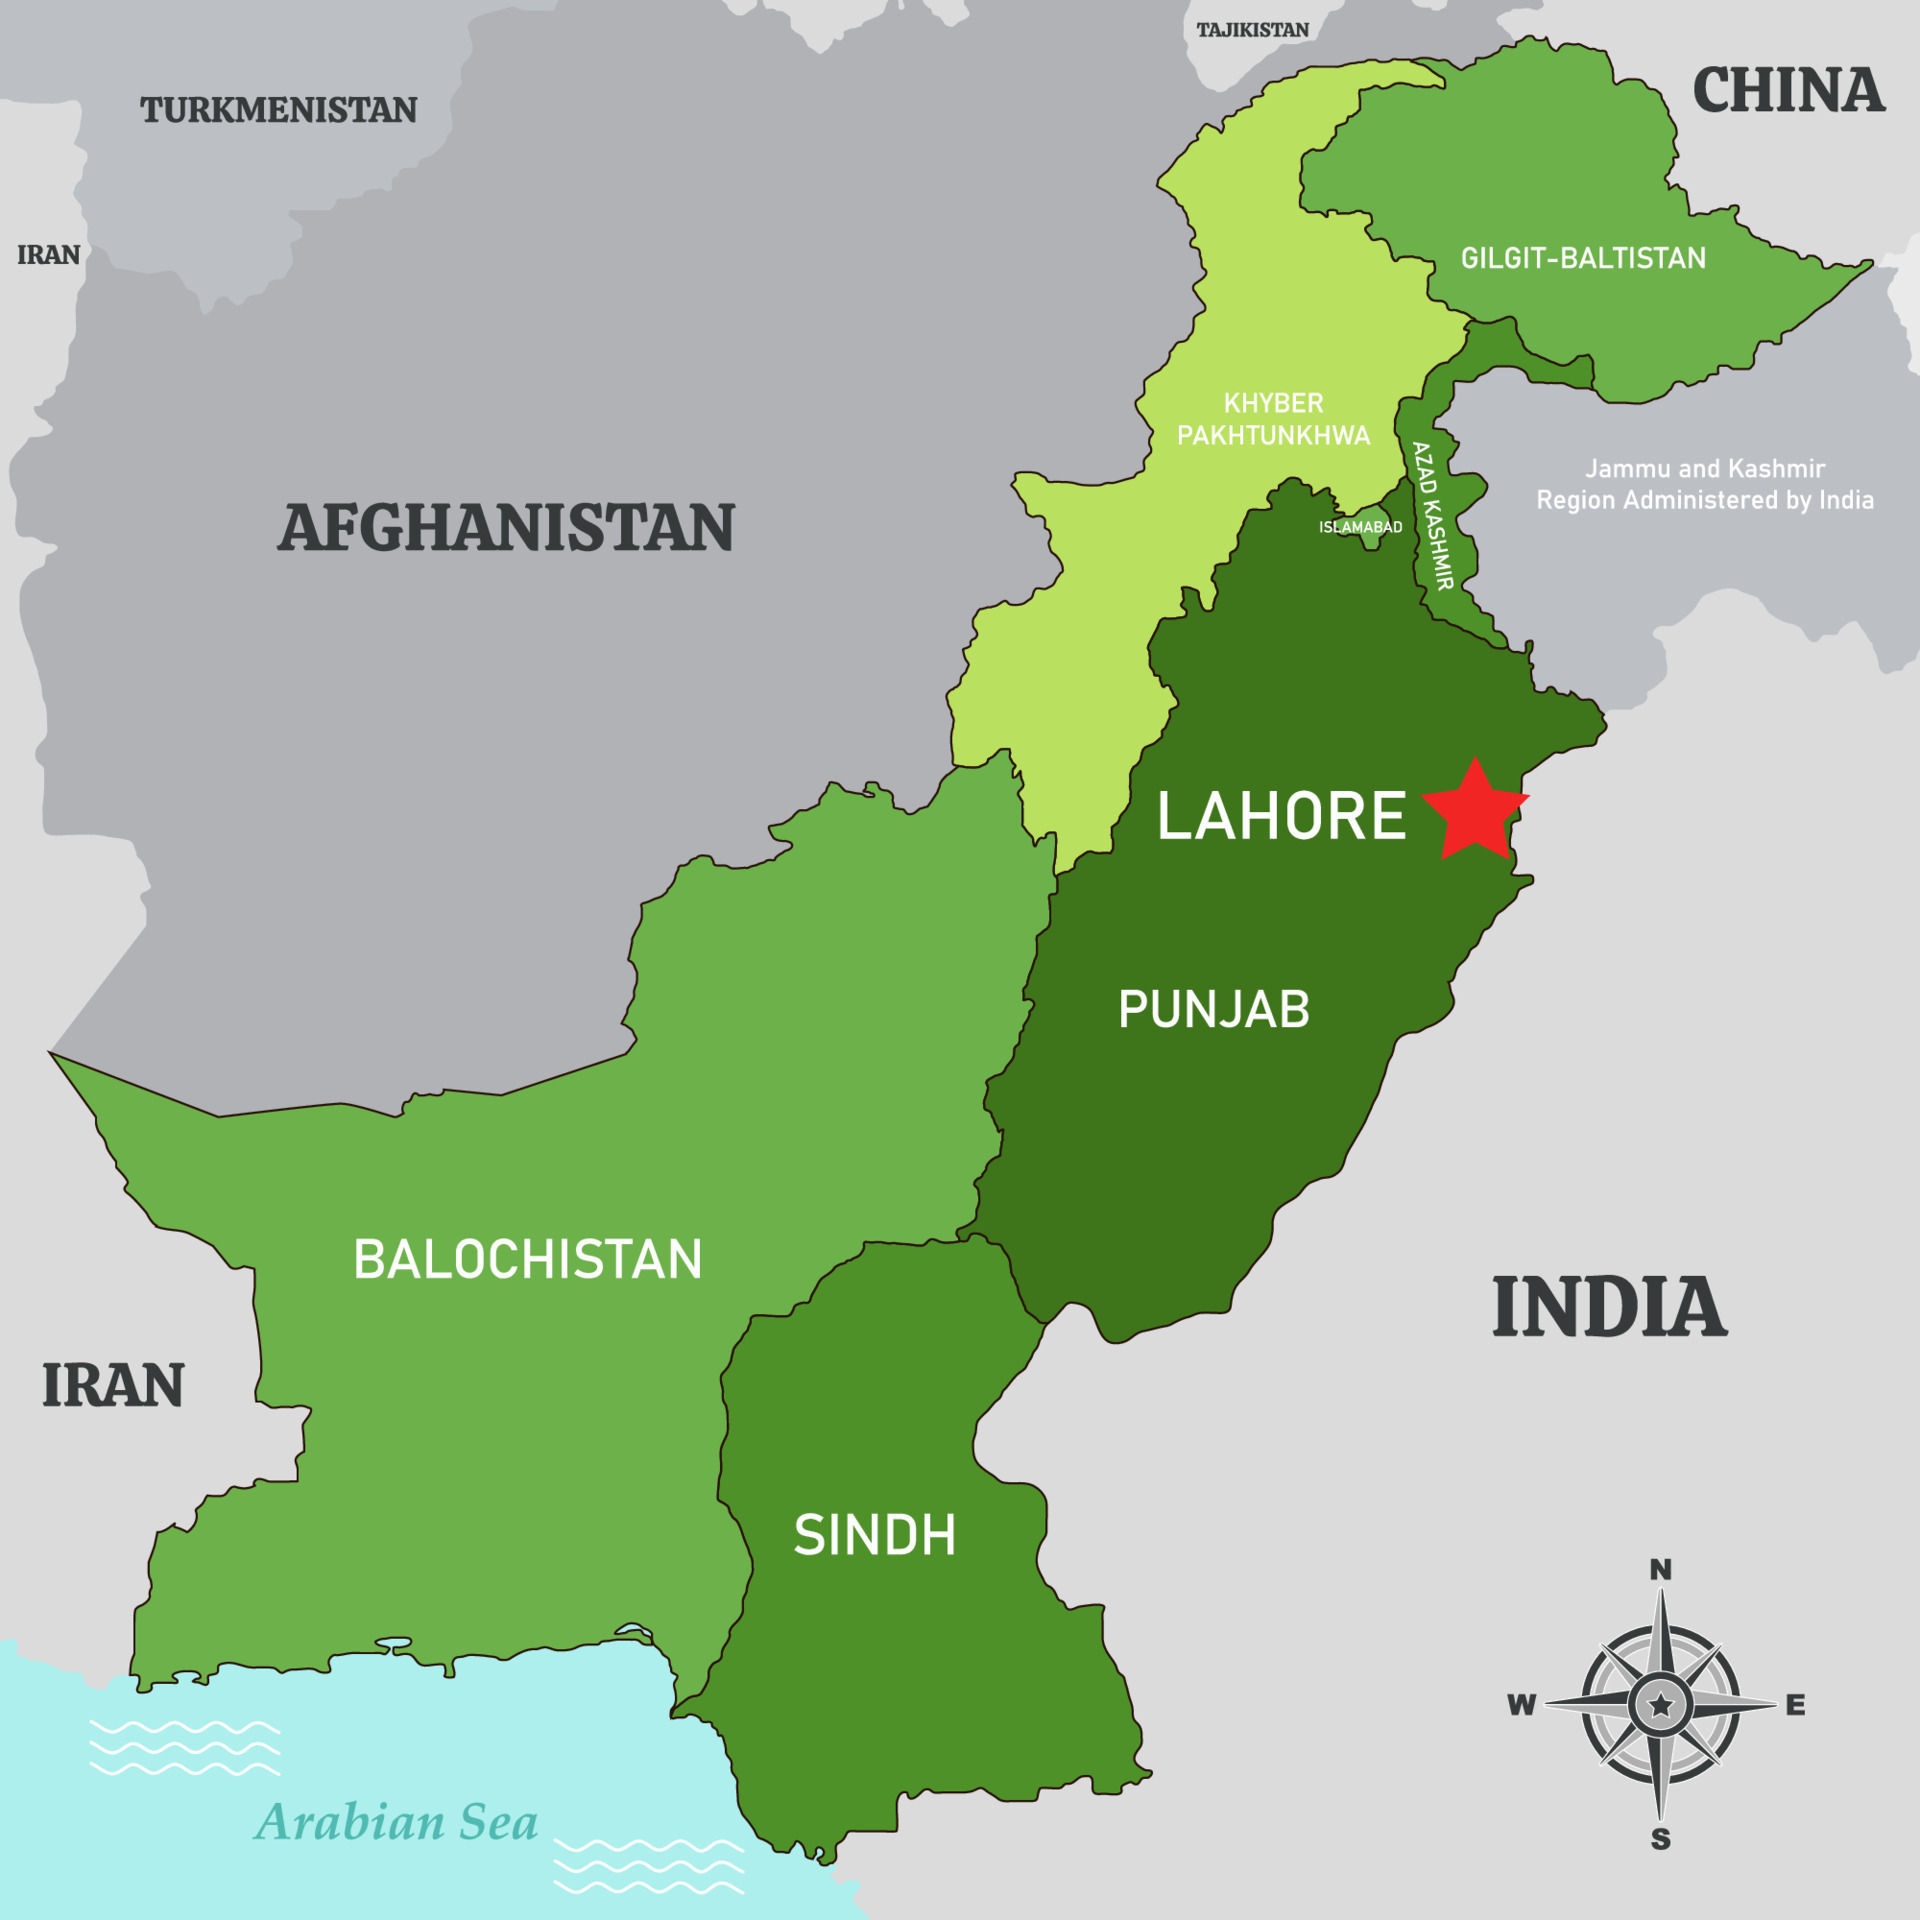 TAJIKISTAN
CHINA
TURKMENISTAN
IRAN
GILGIT-BALTISTAN
KHYBER
PAKHTUNKHWA
AZAD KASHMIR
Jammu and Kashmir
Region Administered by India
AFGHANISTAN
ISLAMABAD
LAHORE
PUNJAB
BALOCHISTAN
INDIA
IRAN
SINDH
N
W
E
S
Arabian Sea